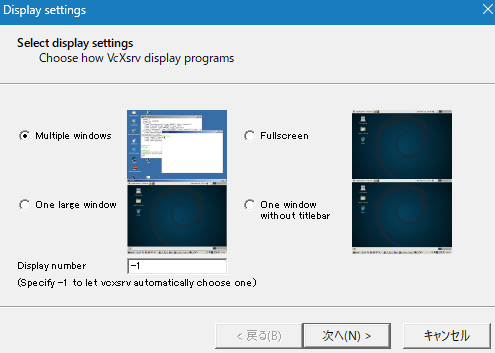 Display settings
Select display settings
Choose how VcXsrv display programs
Multiple windows
Fullscreen
One large window
One window
without titlebar
Display number
-1
(Specify -1 to let vcxsrv automatically choose one)
< 戻る(B)
次へ(N) >
キャンセル